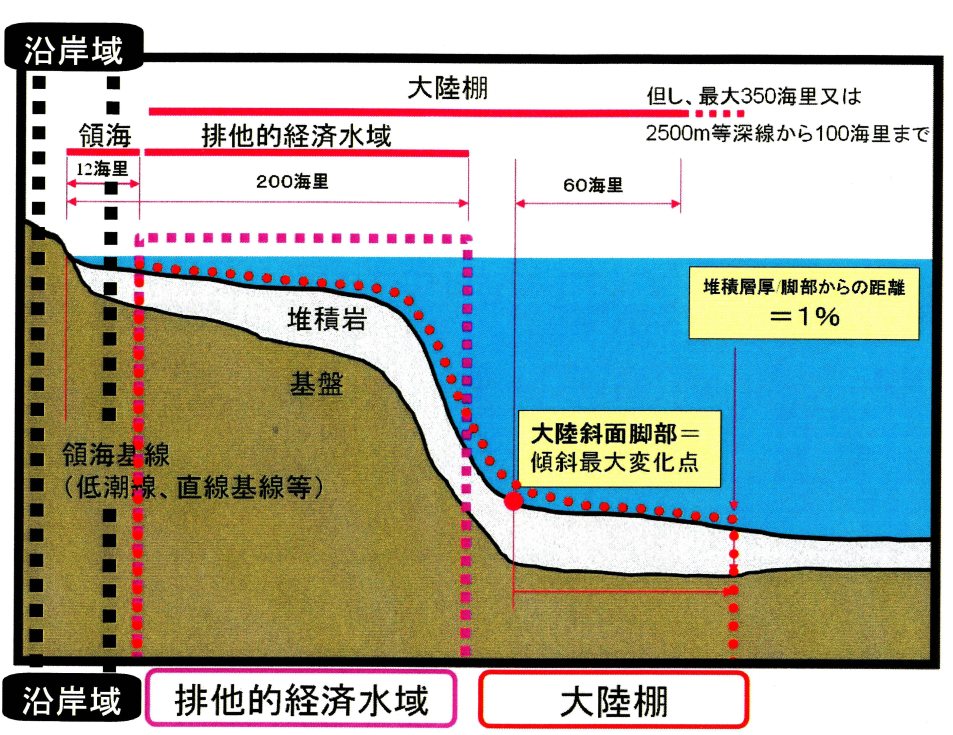 沿岸域
大陸棚
但し、最大350海里又は
2500m等深線から100海里まで
領海
排他的経済水域
12海里
200海里
60海里
堆積層厚/脚部からの距離
＝1％
堆積岩
基盤
大陸斜面脚部＝
傾斜最大変化点
領海基線
（低潮線、直線基線等）
沿岸域
排他的経済水域
大陸棚